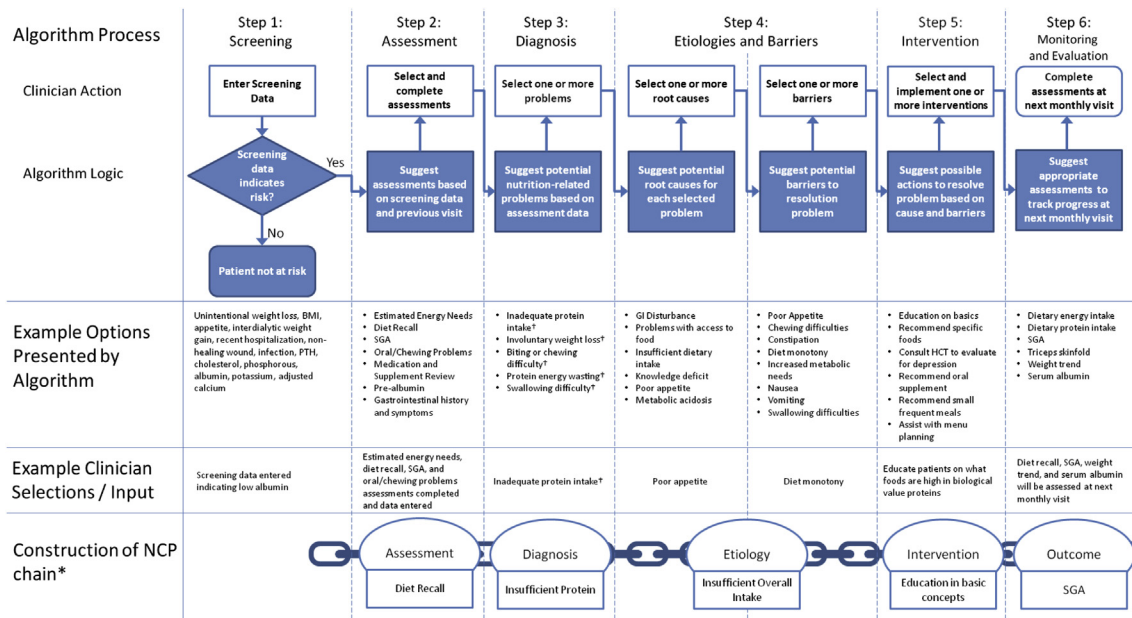 Algorithm Process
Step 1:
Screening
Step 2:
Assessment
Step 3:
Diagnosis
Step 4:
Etiologies and Barriers
Step 5:
Intervention
Step 6:
Monitoring
and Evaluation
Clinician Action
Enter Screening
Data
Select and
complete
assessments
Select one or more
problems
Select one or more
root causes
Select one or more
barriers
Select and
implement one or
more interventions
Complete
assessments at
next monthly visit
Algorithm Logic
Screening
data
indicates
risk?
Yes
No
Patient not at risk
Suggest
assessments based
on screening data
and previous visit
Suggest potential
nutrition-related
problems based on
assessment data
Suggest potential
root causes for
each selected
problem
Suggest potential
barriers to
resolution
problem
Suggest possible
actions to resolve
problem based on
cause and barriers
Suggest
appropriate
assessments to
track progress at
next monthly visit
Example Options
Presented by
Algorithm
Unintentional weight loss, BMI,
appetite, interdialytic weight
gain, recent hospitalization, non-
healing wound, infection, PTH,
cholesterol, phosphorous,
albumin, potassium, adjusted
calcium
• Estimated Energy Needs
• Diet Recall
• SGA
• Oral/Chewing Problems
• Medication and
Supplement Review
• Pre-albumin
• Gastrointestinal history
and symptoms
• Inadequate protein
intake†
• Involuntary weight loss†
• Biting or chewing
difficulty†
• Protein energy wasting†
• Swallowing difficulty†
• GI Disturbance
• Problems with access to
food
• Insufficient dietary
intake
• Knowledge deficit
• Poor appetite
• Metabolic acidosis
• Poor Appetite
• Chewing difficulties
• Constipation
• Diet monotony
• Increased metabolic
needs
• Nausea
• Vomiting
• Swallowing difficulties
• Education on basics
• Recommend specific
foods
• Consult HCT to evaluate
for depression
• Recommend oral
supplement
• Recommend small
frequent meals
• Assist with menu
planning
• Dietary energy intake
• Dietary protein intake
• SGA
• Triceps skinfold
• Weight trend
• Serum albumin
Example Clinician
Selections / Input
Screening data entered
indicating low albumin
Estimated energy needs,
diet recall, SGA, and
oral/chewing problems
assessments completed
and data entered
Inadequate protein intake†
Poor appetite
Diet monotony
Educate patients on what
foods are high in biological
value proteins
Diet recall, SGA, weight
trend, and serum albumin
will be assessed at next
monthly visit
Construction of NCP
chain*
Assessment
Diet Recall
Diagnosis
Insufficient Protein
Etiology
Insufficient Overall
Intake
Intervention
Education in basic
concepts
Outcome
SGA